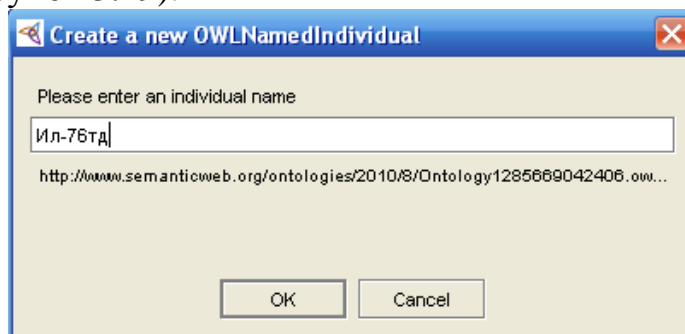 Create a new OWLNamedIndividual
Please enter an individual name
Ил-76тд
http://www.semanticweb.org/ontologies/2010/8/Ontology1285669042406.ow...
OK Cancel